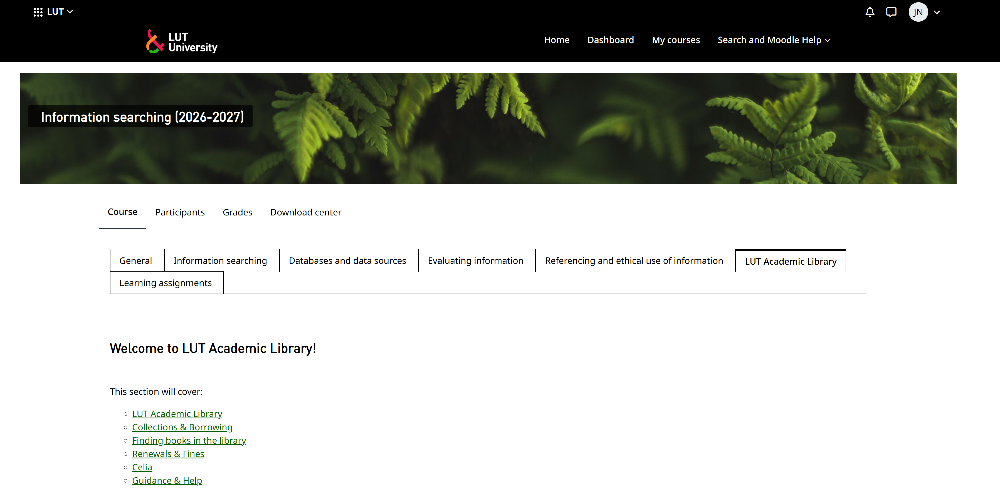 LUT
JN
LUT
University
Home Dashboard My courses Search and Moodle Help
Information searching (2026-2027)
Course Participants Grades Download center
General Information searching Databases and data sources Evaluating information Referencing and ethical use of information LUT Academic Library
Learning assignments
Welcome to LUT Academic Library!
This section will cover:
LUT Academic Library
Collections & Borrowing
Finding books in the library
Renewals & Fines
Celia
Guidance & Help